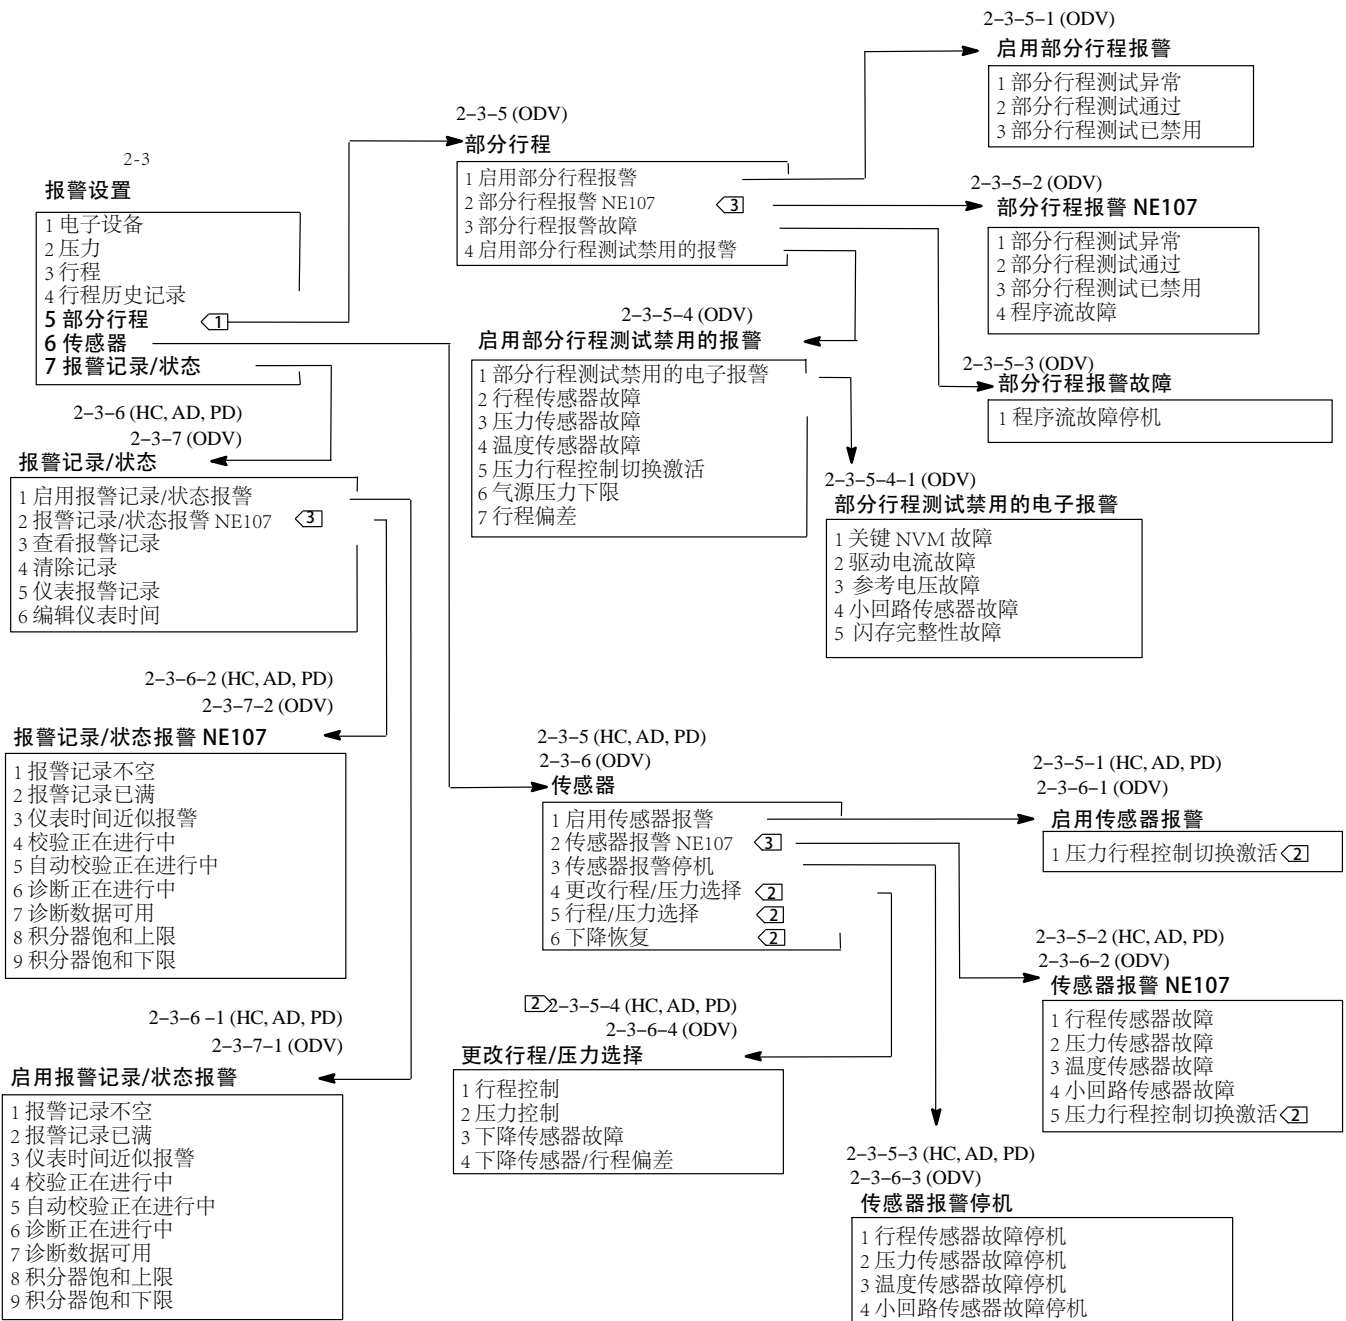 2-3
报警设置
1 电子设备
2 压力
3 行程
4 行程历史记录
5 部分行程 1
6 传感器
7 报警记录/状态
2-3-5 (ODV)
部分行程
1 启用部分行程报警
2 部分行程报警 NE107 3
3 部分行程报警故障
4 启用部分行程测试禁用的报警
2-3-5-1 (ODV)
启用部分行程报警
1 部分行程测试异常
2 部分行程测试通过
3 部分行程测试已禁用
2-3-5-2 (ODV)
部分行程报警 NE107
1 部分行程测试异常
2 部分行程测试通过
3 部分行程测试已禁用
4 程序流故障
2-3-5-3 (ODV)
部分行程报警故障
1 程序流故障停机
2-3-5-4 (ODV)
启用部分行程测试禁用的报警
1 部分行程测试禁用的电子报警
2 行程传感器故障
3 压力传感器故障
4 温度传感器故障
5 压力行程控制切换激活
6 气源压力下限
7 行程偏差
2-3-5-4-1 (ODV)
部分行程测试禁用的电子报警
1 关键 NVM 故障
2 驱动电流故障
3 参考电压故障
4 小回路传感器故障
5 闪存完整性故障
2-3-6 (HC, AD, PD)
2-3-7 (ODV)
报警记录/状态
1 启用报警记录/状态报警
2 报警记录/状态报警 NE107 3
3 查看报警记录
4 清除记录
5 仪表报警记录
6 编辑仪表时间
2-3-6-2 (HC, AD, PD)
2-3-7-2 (ODV)
报警记录/状态报警 NE107
1 报警记录不空
2 报警记录已满
3 仪表时间近似报警
4 校验正在进行中
5 自动校验正在进行中
6 诊断正在进行中
7 诊断数据可用
8 积分器饱和上限
9 积分器饱和下限
2-3-6 -1 (HC, AD, PD)
2-3-7-1 (ODV)
启用报警记录/状态报警
1 报警记录不空
2 报警记录已满
3 仪表时间近似报警
4 校验正在进行中
5 自动校验正在进行中
6 诊断正在进行中
7 诊断数据可用
8 积分器饱和上限
9 积分器饱和下限
2-3-5 (HC, AD, PD)
2-3-6 (ODV)
传感器
1 启用传感器报警
2 传感器报警 NE107 3
3 传感器报警停机
4 更改行程/压力选择 2
5 行程/压力选择 2
6 下降恢复 2
2-3-5-1 (HC, AD, PD)
2-3-6-1 (ODV)
启用传感器报警
1 压力行程控制切换激活 2
2-3-5-2 (HC, AD, PD)
2-3-6-2 (ODV)
传感器报警 NE107
1 行程传感器故障
2 压力传感器故障
3 温度传感器故障
4 小回路传感器故障
5 压力行程控制切换激活 2
2 2-3-5-4 (HC, AD, PD)
2-3-6-4 (ODV)
更改行程/压力选择
1 行程控制
2 压力控制
3 下降传感器故障
4 下降传感器/行程偏差
2-3-5-3 (HC, AD, PD)
2-3-6-3 (ODV)
传感器报警停机
1 行程传感器故障停机
2 压力传感器故障停机
3 温度传感器故障停机
4 小回路传感器故障停机